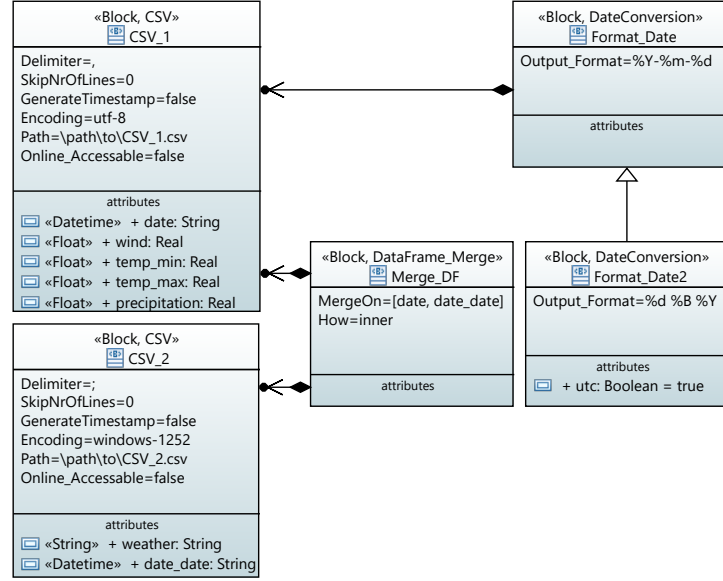 «Block, CSV»
CSV_1
Delimiter=,
SkipNrOfLines=0
GenerateTimestamp=false
Encoding=utf-8
Path=\path\to\CSV_1.csv
Online_Accessable=false
attributes
«Datetime» + date: String
«Float» + wind: Real
«Float» + temp_min: Real
«Float» + temp_max: Real
«Float» + precipitation: Real
«Block, DateConversion»
Format_Date
Output_Format=%Y-%m-%d
attributes
«Block, DataFrame_Merge»
Merge_DF
MergeOn=[date, date_date]
How=inner
attributes
«Block, DateConversion»
Format_Date2
Output_Format=%d %B %Y
attributes
+ utc: Boolean = true
«Block, CSV»
CSV_2
Delimiter=;
SkipNrOfLines=0
GenerateTimestamp=false
Encoding=windows-1252
Path=\path\to\CSV_2.csv
Online_Accessable=false
attributes
«String» + weather: String
«Datetime» + date_date: String